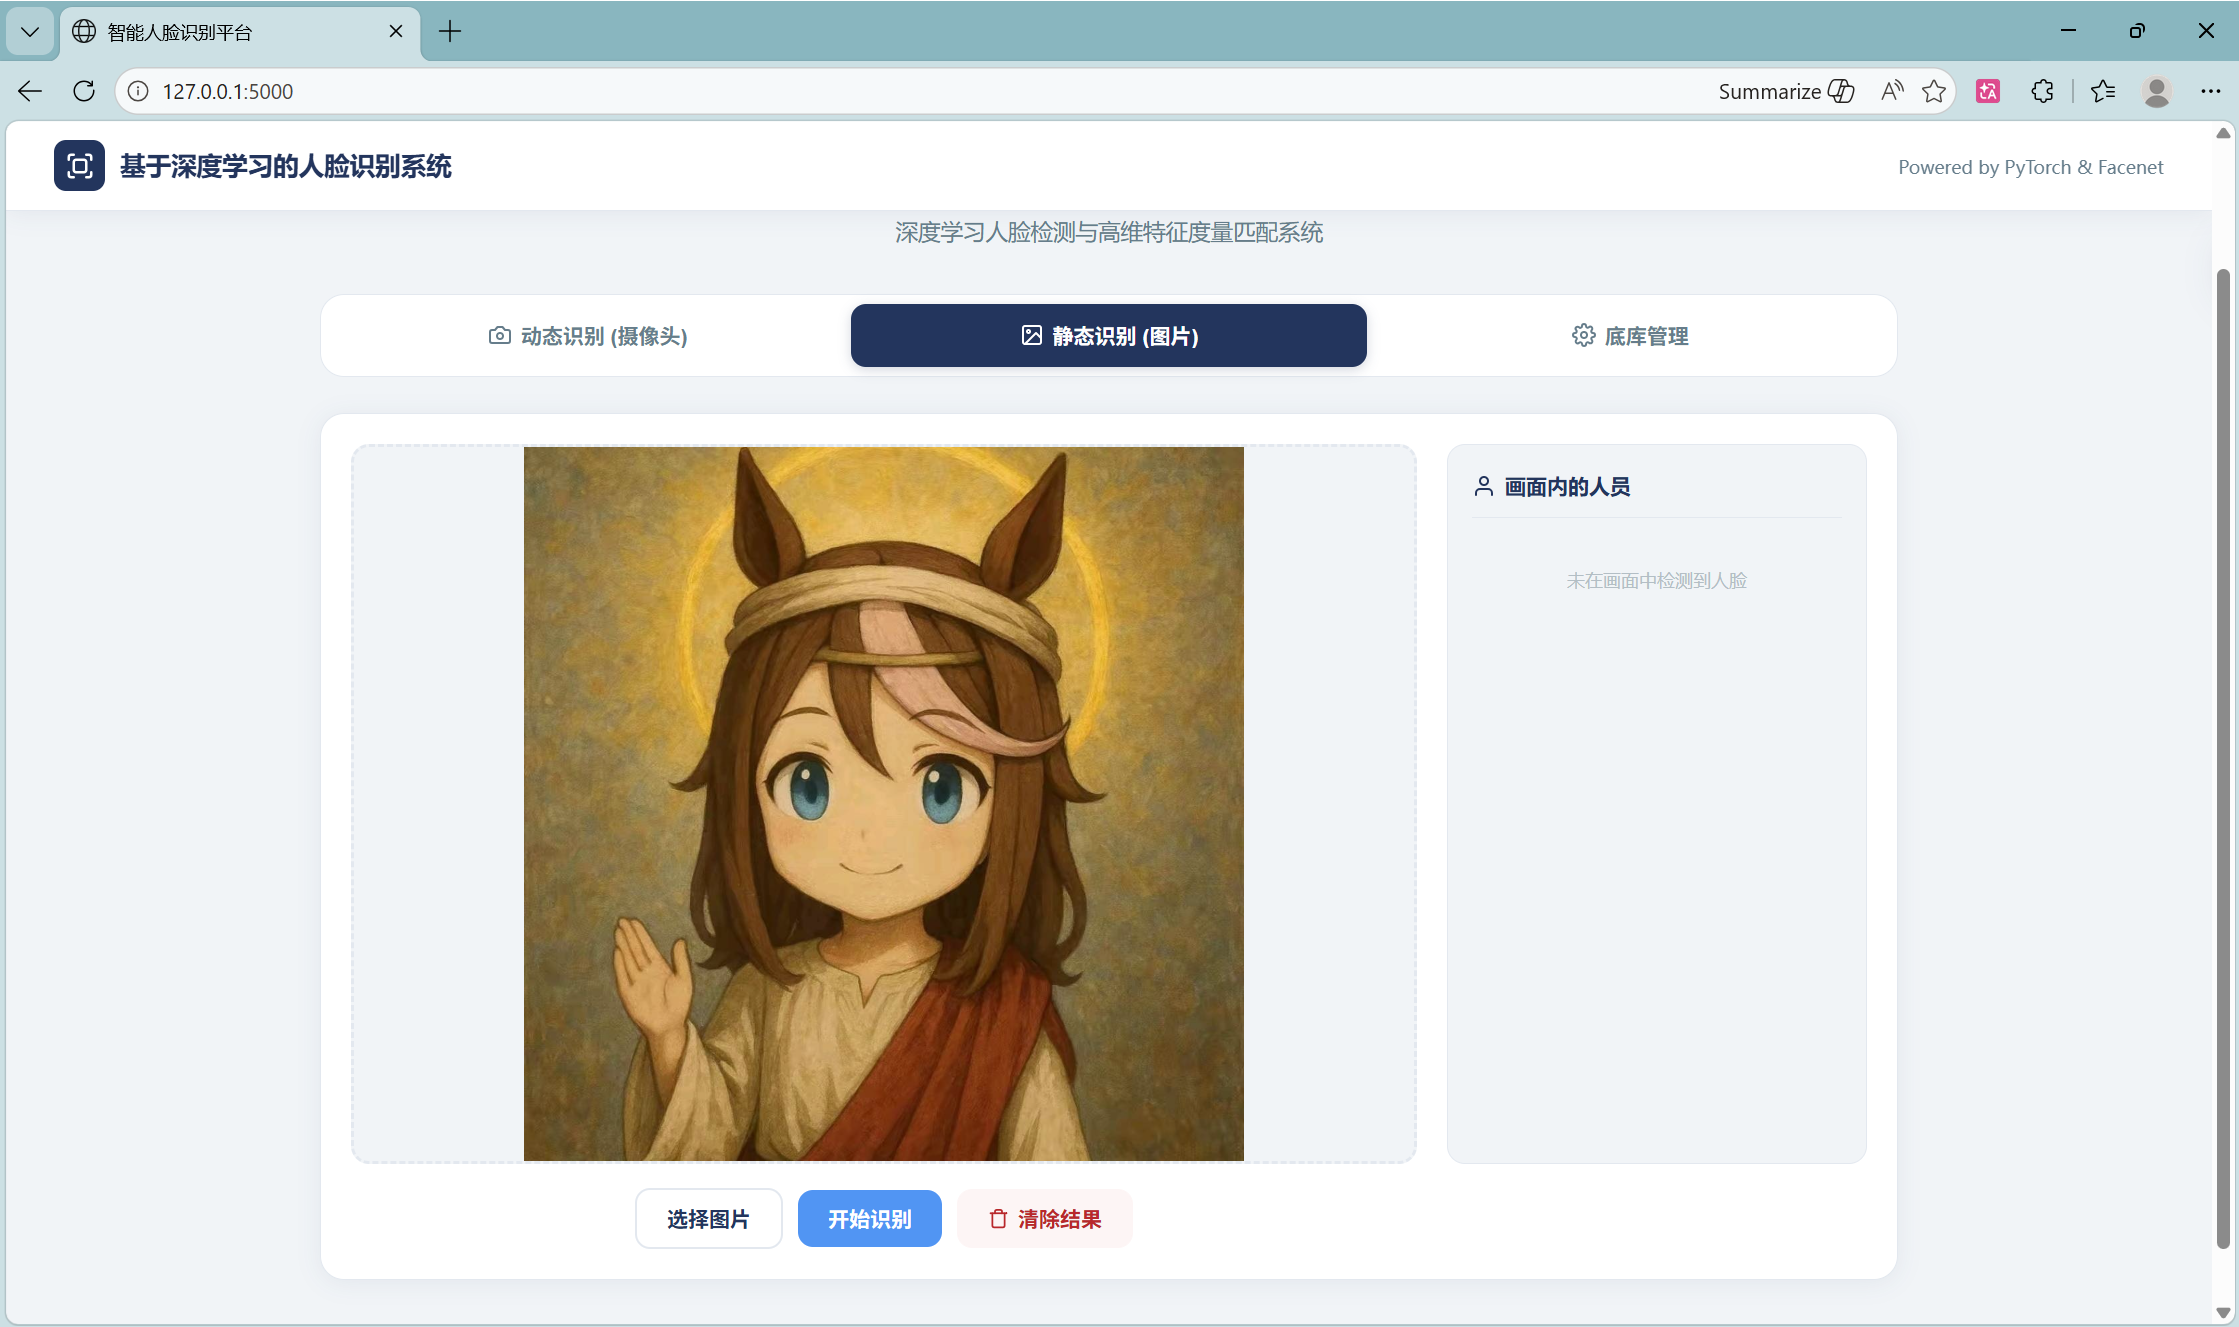 智能人脸识别平台
127.0.0.1:5000
Summarize
基于深度学习的人脸识别系统
Powered by PyTorch & Facenet
深度学习人脸检测与高维特征度量匹配系统
动态识别 (摄像头)
静态识别 (图片)
底库管理
画面内的人员
未在画面中检测到人脸
选择图片
开始识别
清除结果